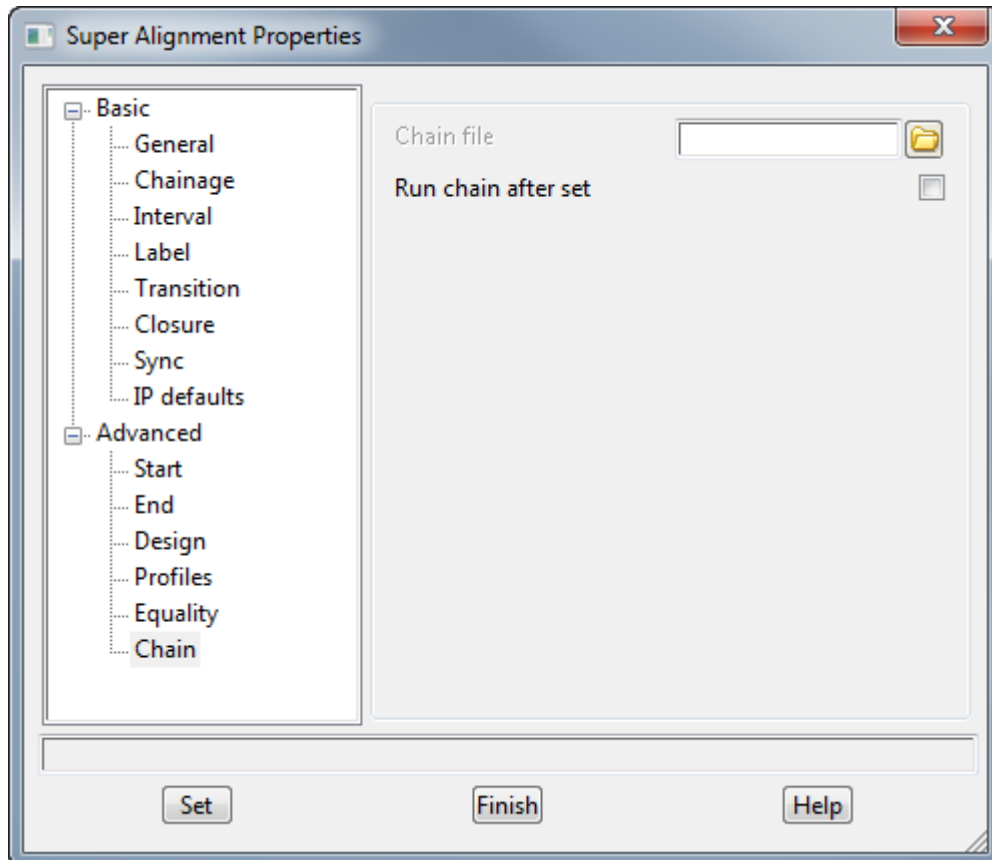 Super Alignment Properties
Basic
General
Chainage
Interval
Label
Transition
Closure
Sync
IP defaults
Advanced
Start
End
Design
Profiles
Equality
Chain
Chain file
Run chain after set
Set
Finish
Help